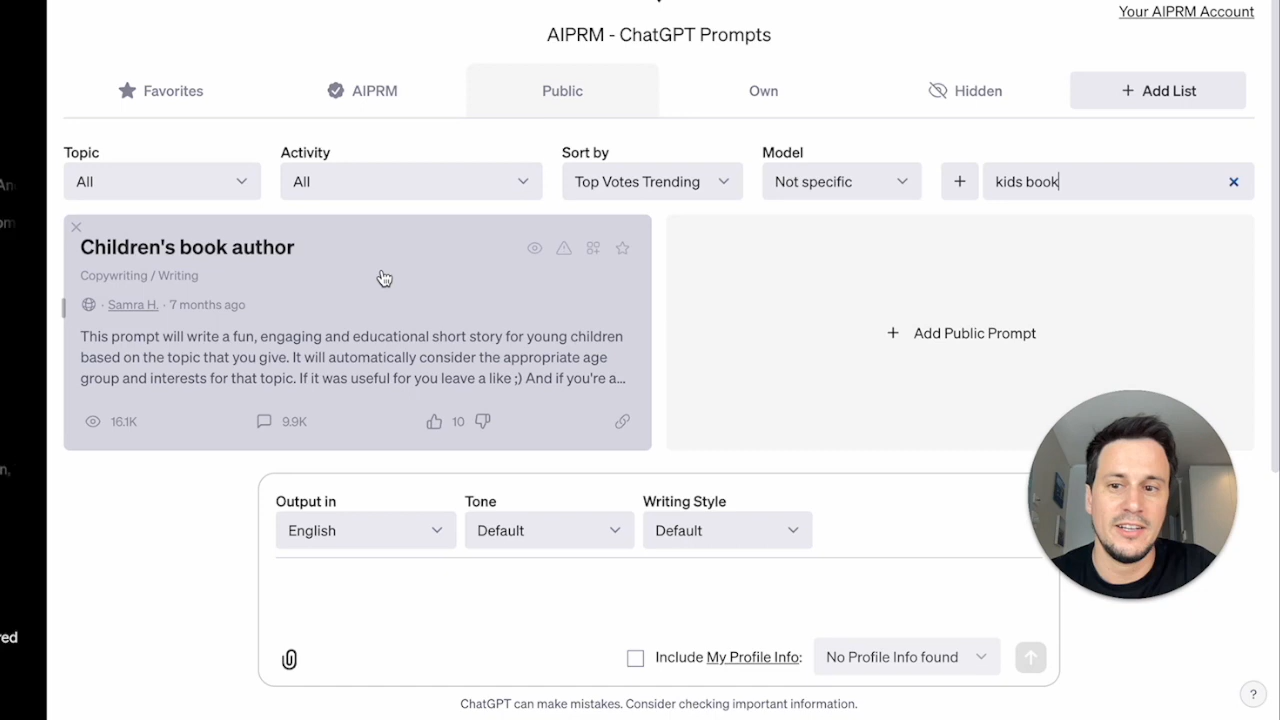 Your AIPRM Account
AIPRM - ChatGPT Prompts
Favorites
AIPRM
Public
Own
Hidden
+ Add List
Topic
Activity
Sort by
Model
All
All
Top Votes Trending
Not specific
+
kids book
Children's book author
Copywriting / Writing
· Samra H. · 7 months ago
This prompt will write a fun, engaging and educational short story for young children
based on the topic that you give. It will automatically consider the appropriate age
group and interests for that topic. If it was useful for you leave a like ;) And if you're a...
16.1K
9.9K
10
+ Add Public Prompt
Output in
Tone
Writing Style
English
Default
Default
Include My Profile Info:
No Profile Info found
ChatGPT can make mistakes. Consider checking important information.
?
red